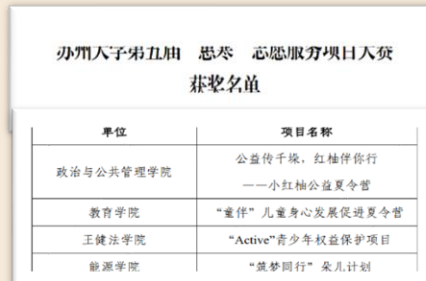 苏州大学第五届 惠寒 志愿服务项目大赛
获奖名单
单位 项目名称
政治与公共管理学院 公益传千垛，红柚伴你行
——小红柚公益夏令营
教育学院 “童伴”儿童身心发展促进夏令营
王健法学院 “Active”青少年权益保护项目
能源学院 “筑梦同行”朵儿计划